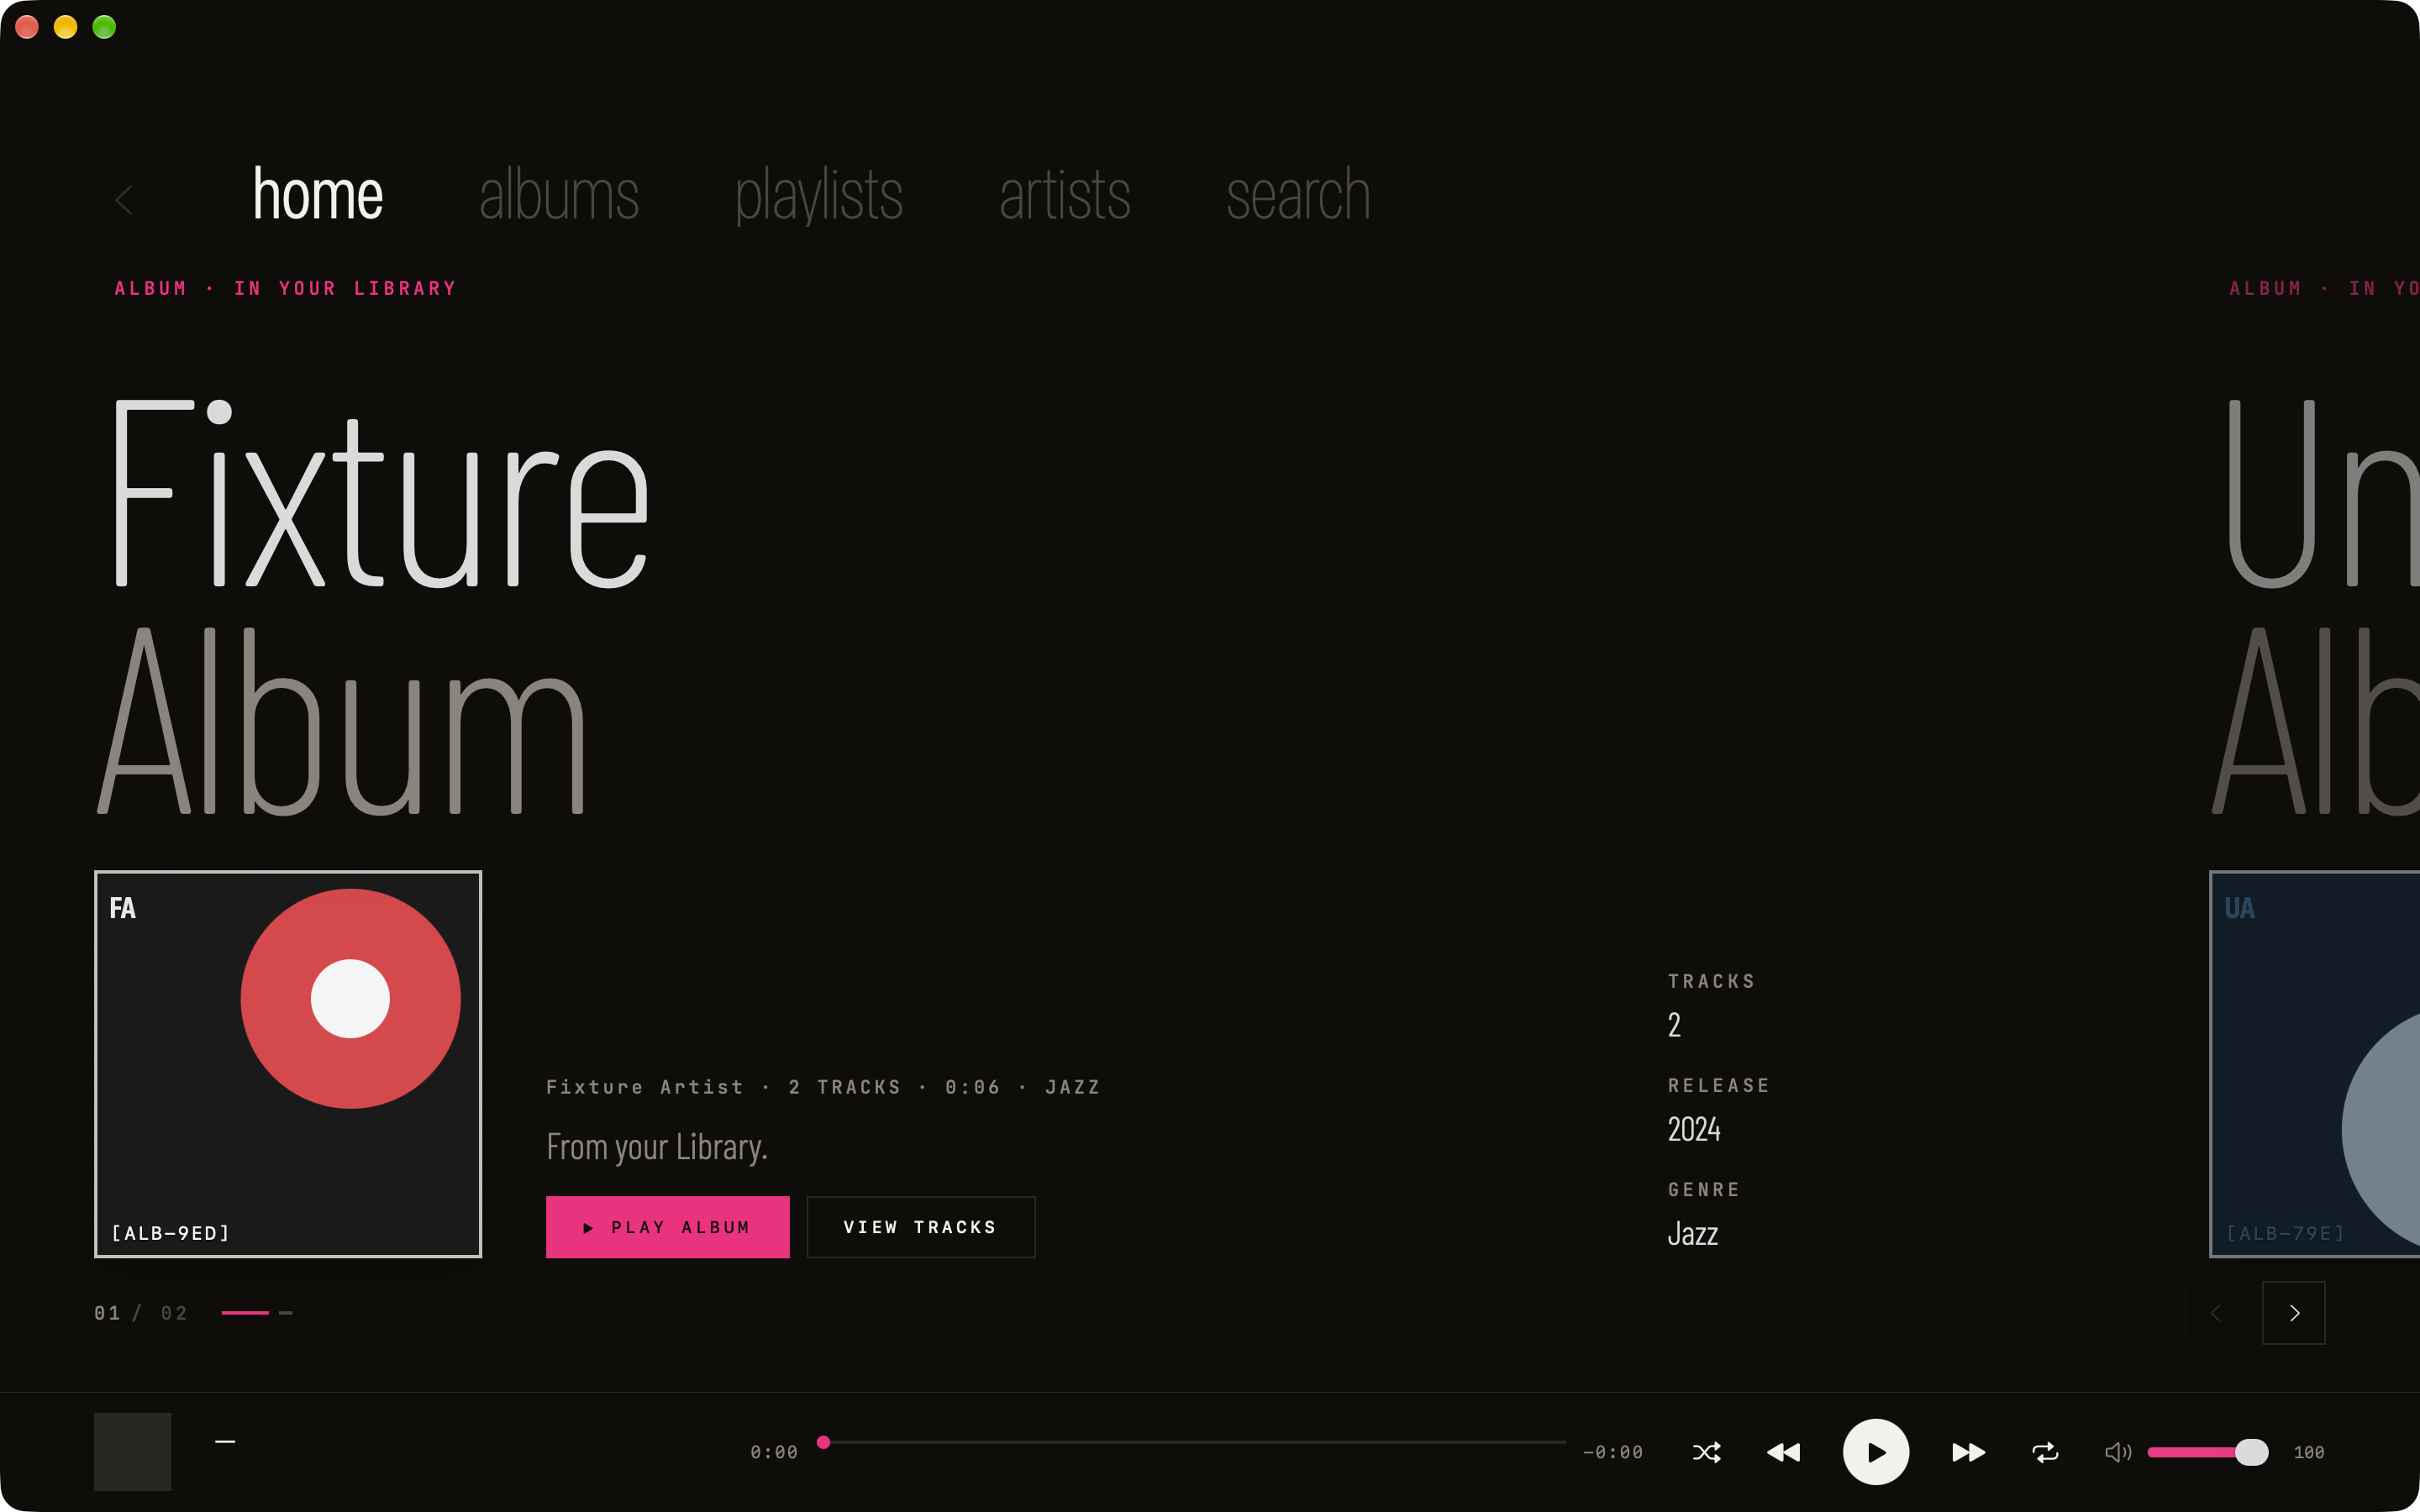 home albums playlists artists search
ALBUM · IN YOUR LIBRARY
ALBUM · IN YO
Fixture
Album
Un
Alb
FA
[ALB—9ED]
Fixture Artist · 2 TRACKS · 0:06 · JAZZ
From your Library.
▶ PLAY ALBUM
VIEW TRACKS
TRACKS
2
RELEASE
2024
GENRE
Jazz
UA
[ALB—79E]
01 / 02
—
0:00
−0:00
100